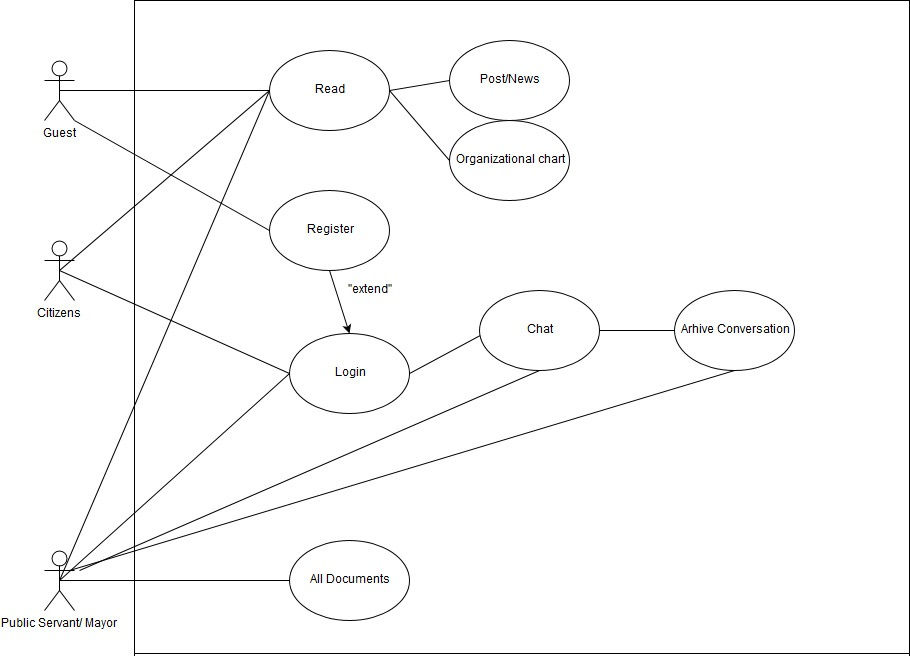 Post/News
Read
Guest
Organizational chart
Register
"extend"
Citizens
Chat
Arhive Conversation
Login
All Documents
Public Servant/ Mayor